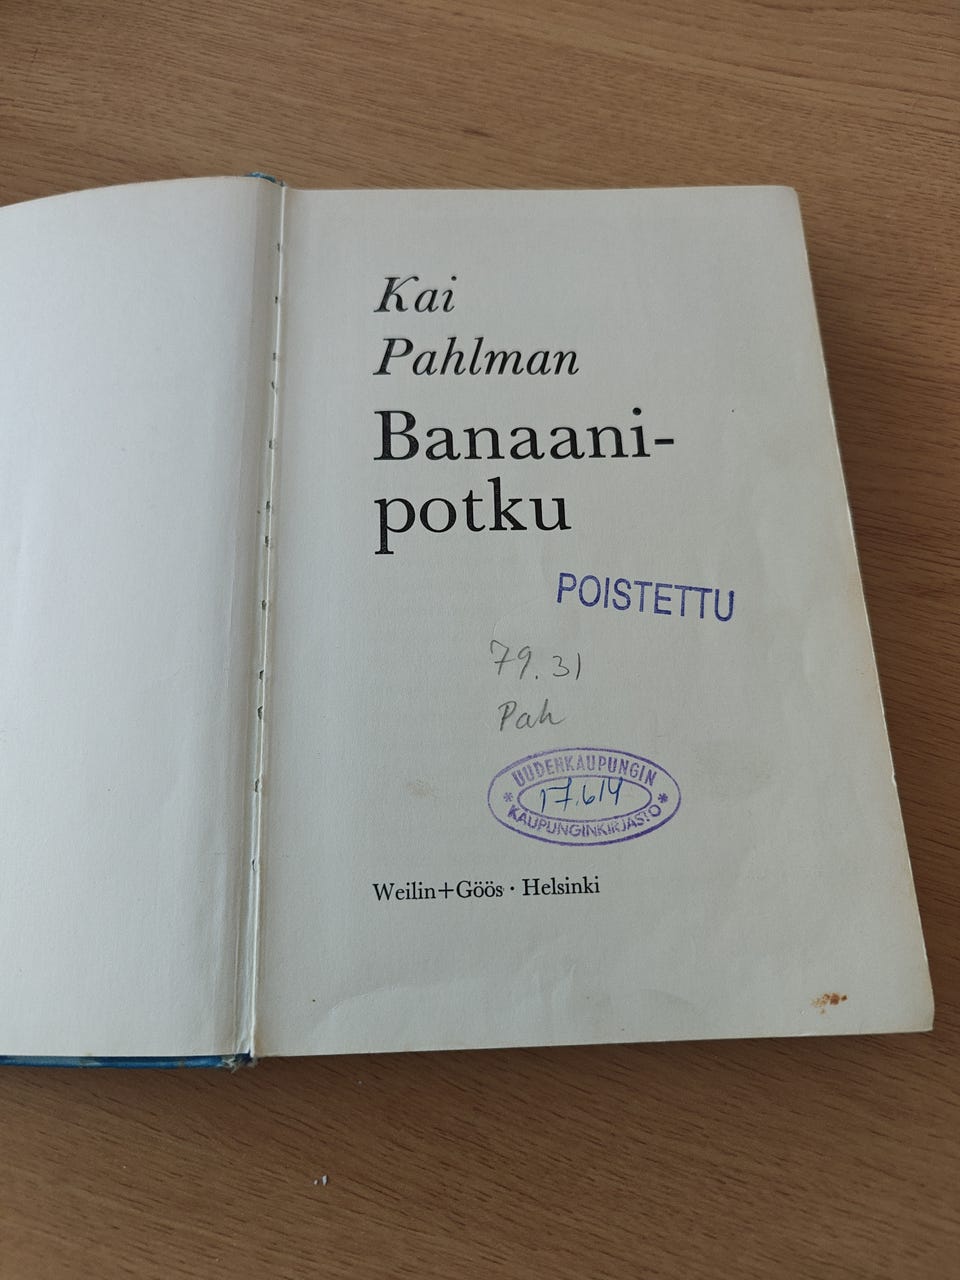 Kai
Pahlman
Banaani-
potku
POISTETTU
79.31
Pah
UUDENKAUPUNGIN
17.614
KAUPUNGINKIRJASTO
Weilin+Göös · Helsinki